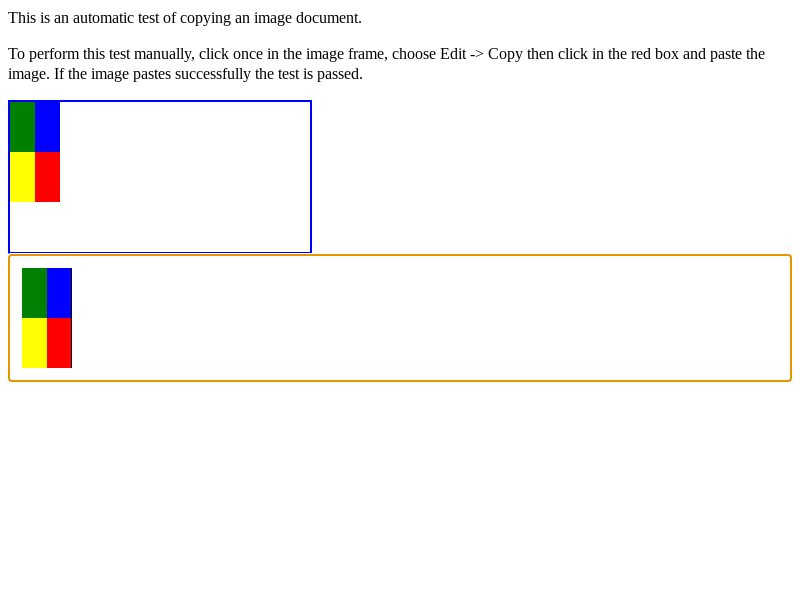 This is an automatic test of copying an image document.
To perform this test manually, click once in the image frame, choose Edit -> Copy then click in the red box and paste the
image. If the image pastes successfully the test is passed.